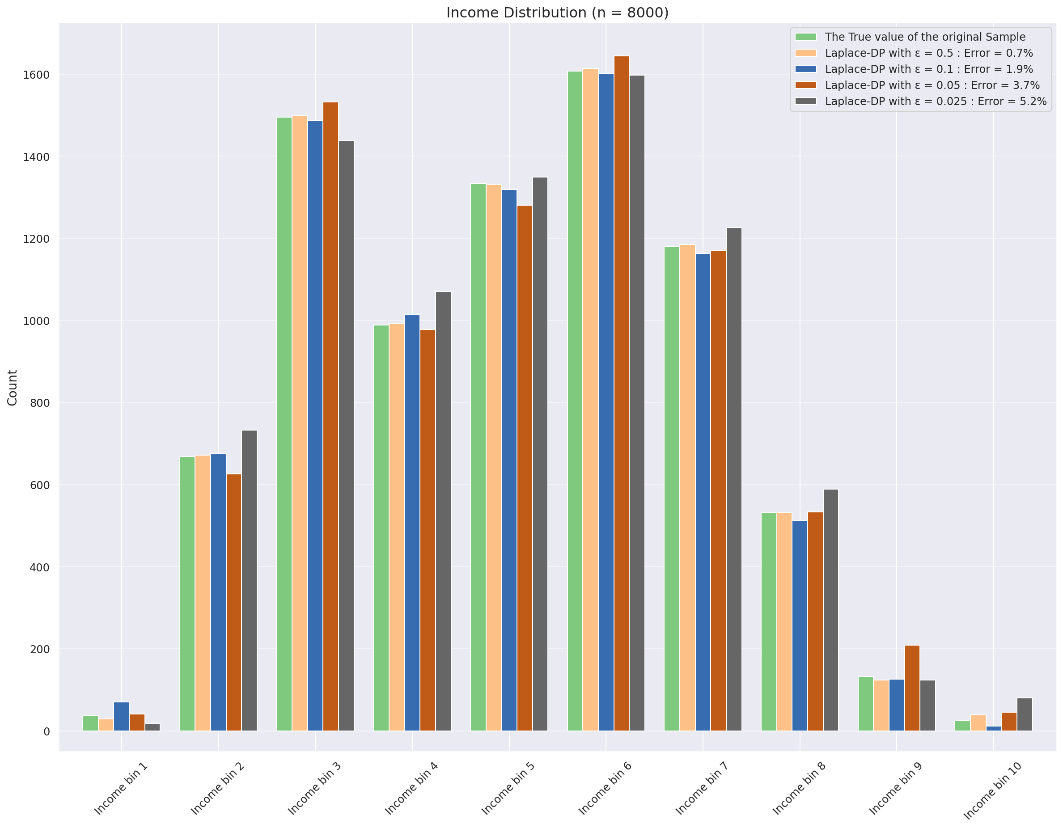 Income Distribution (n = 8000)
The True value of the original Sample
Laplace-DP with ε = 0.5 : Error = 0.7%
Laplace-DP with ε = 0.1 : Error = 1.9%
Laplace-DP with ε = 0.05 : Error = 3.7%
Laplace-DP with ε = 0.025 : Error = 5.2%
Count
1600
1400
1200
1000
800
600
400
200
0
Income bin 1
Income bin 2
Income bin 3
Income bin 4
Income bin 5
Income bin 6
Income bin 7
Income bin 8
Income bin 9
Income bin 10